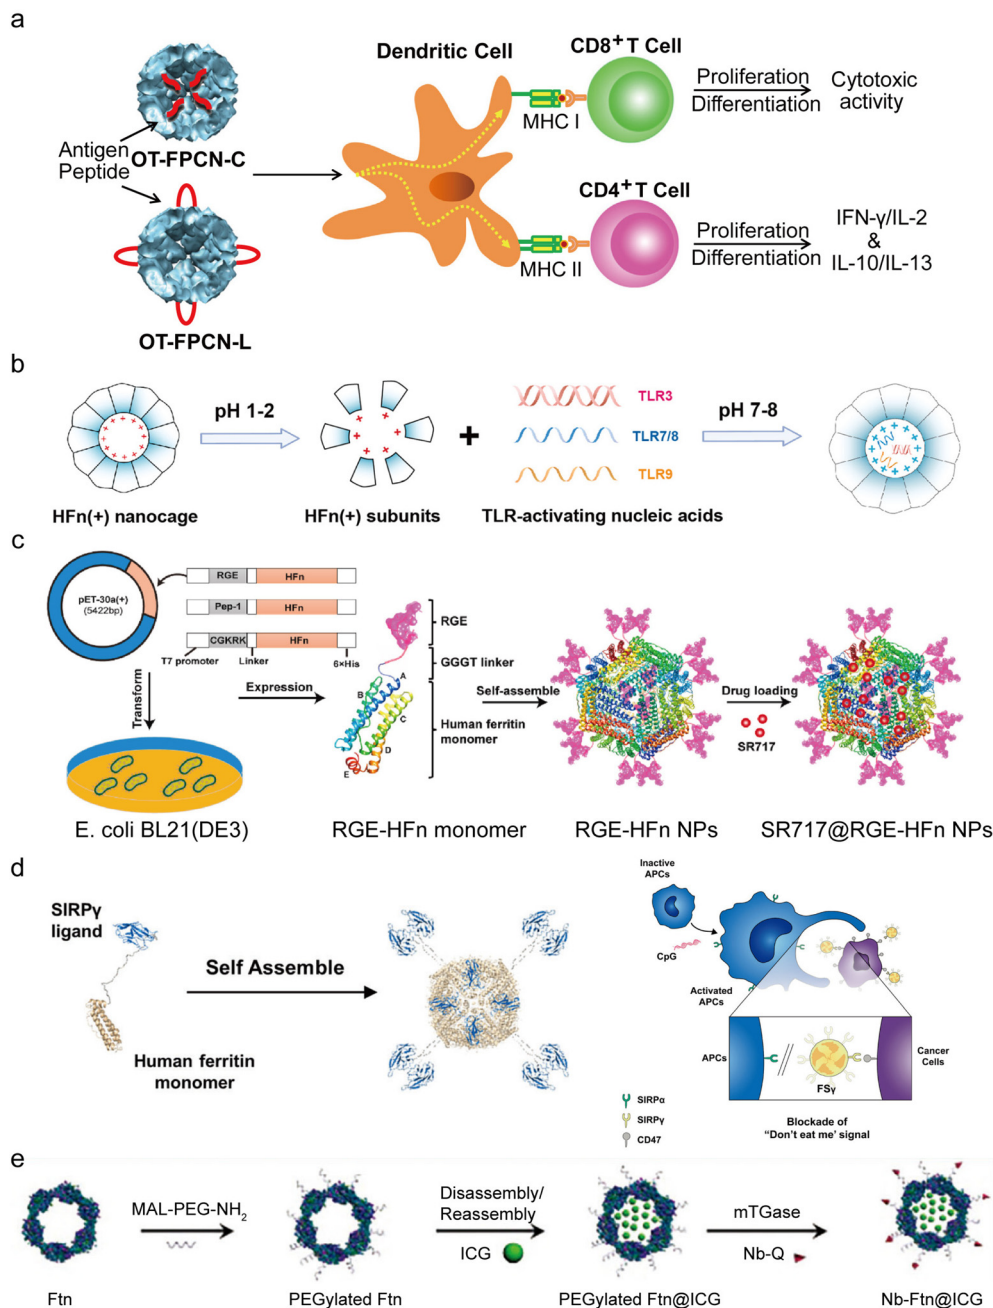 a
Dendritic Cell
CD8+ T Cell
Antigen
Peptide
OT-FPCN-C
MHC I
Proliferation
Differentiation
Cytotoxic
activity
CD4+ T Cell
OT-FPCN-L
MHC II
Proliferation
Differentiation
IFN-γ/IL-2
&
IL-10/IL-13
b
pH 1-2
TLR3
TLR7/8
TLR9
pH 7-8
HFn(+) nanocage
HFn(+) subunits
TLR-activating nucleic acids
c
pET-30a(+)
(5422bp)
RGE HFn
Pep-1 HFn
CGKRK HFn
T7 promoter Linker 6×His
Transform
Expression
RGE
GGGT linker
Human ferritin
monomer
A
B
C
D
E
Self-assemble
Drug loading
SR717
E. coli BL21(DE3)
RGE-HFn monomer
RGE-HFn NPs
SR717@RGE-HFn NPs
d
SIRPγ
ligand
Self Assemble
Human ferritin
monomer
Inactive
APCs
CpG
Activated
APCs
APCs
FSγ
Cancer
Cells
SIRPα
SIRPγ
CD47
Blockade of
"Don't eat me' signal
e
MAL-PEG-NH2
Disassembly/
Reassembly
ICG
mTGase
Nb-Q
Ftn
PEGylated Ftn
PEGylated Ftn@ICG
Nb-Ftn@ICG